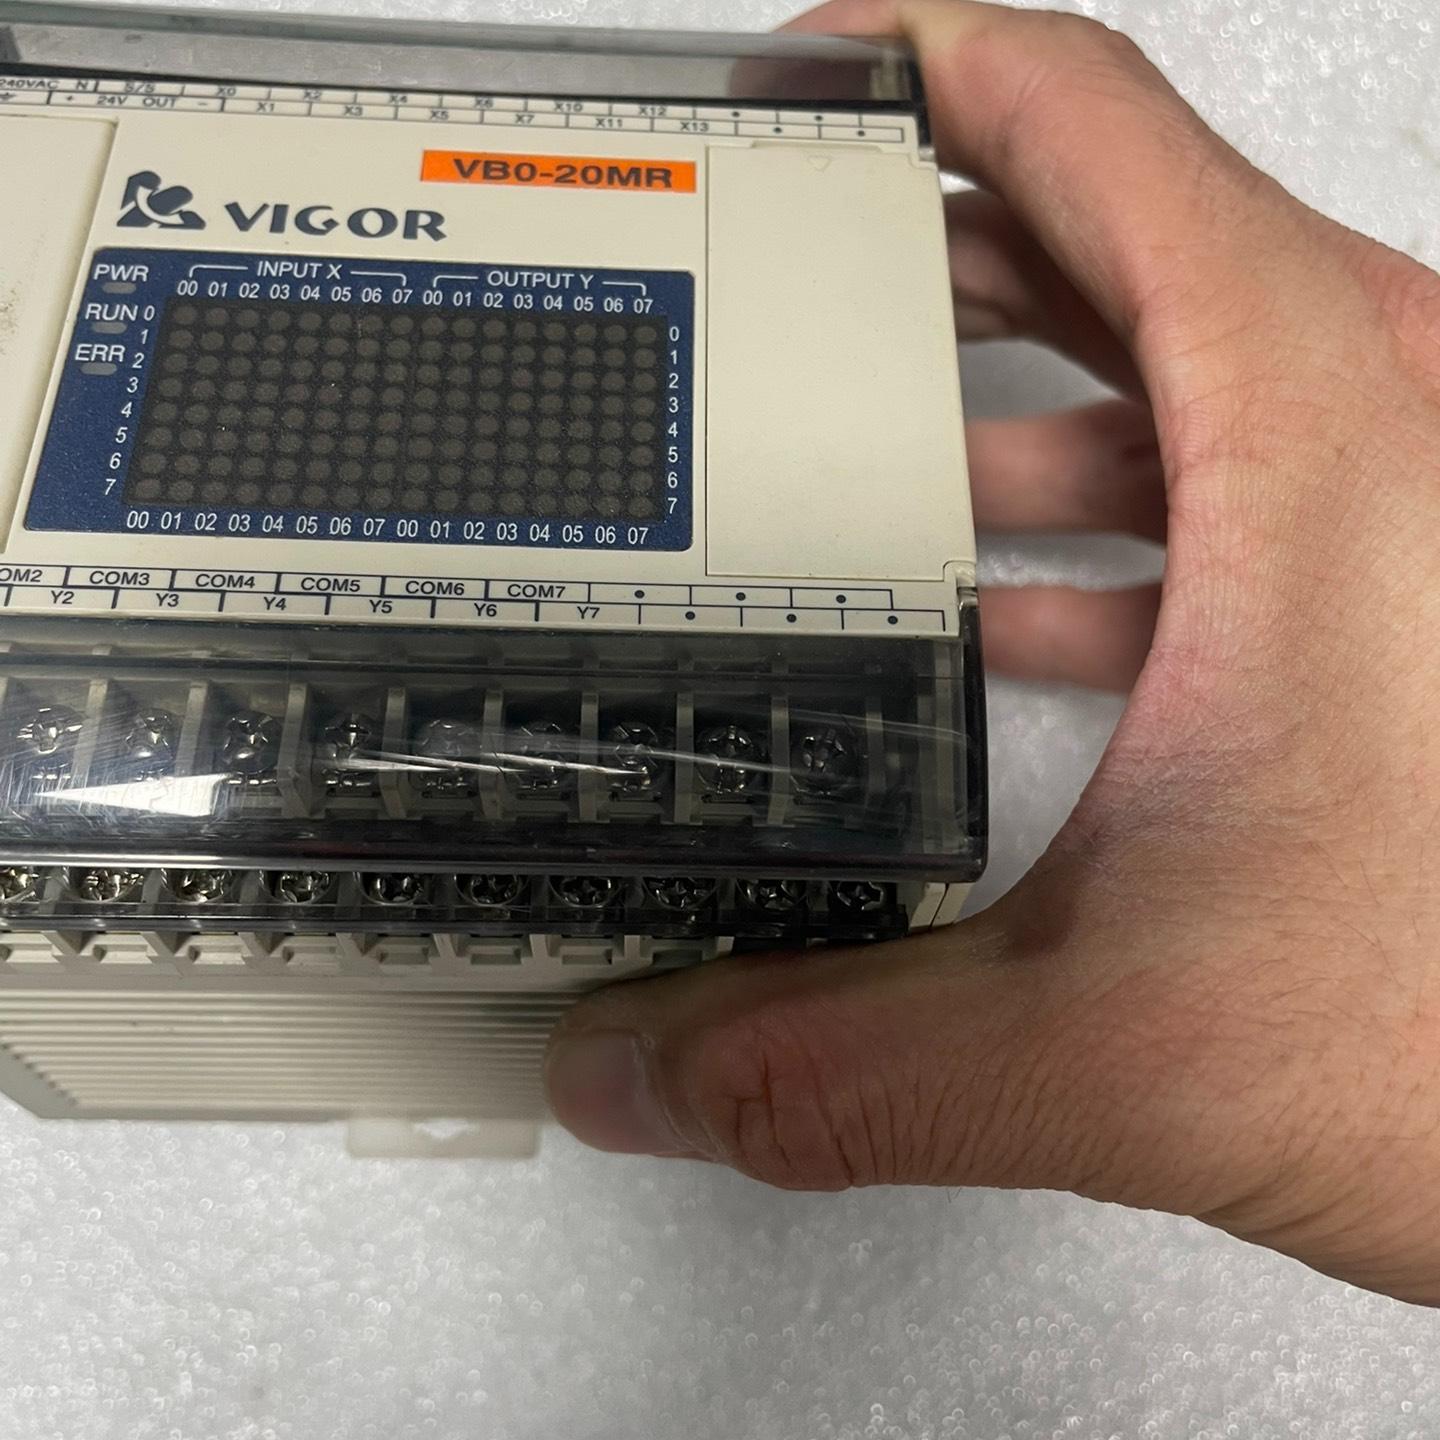 240VAC N S/S X0 X2 X4 X6 X10 X12 • •
+ 24V OUT − X1 X3 X5 X7 X11 X13 • •
VB0-20MR
VIGOR
PWR INPUT X OUTPUT Y
00 01 02 03 04 05 06 07 00 01 02 03 04 05 06 07
RUN 0 0
1 1
ERR 2 2
3 3
4 4
5 5
6 6
7 7
00 01 02 03 04 05 06 07 00 01 02 03 04 05 06 07
OM2 COM3 COM4 COM5 COM6 COM7 • • •
Y2 Y3 Y4 Y5 Y6 Y7 • • •